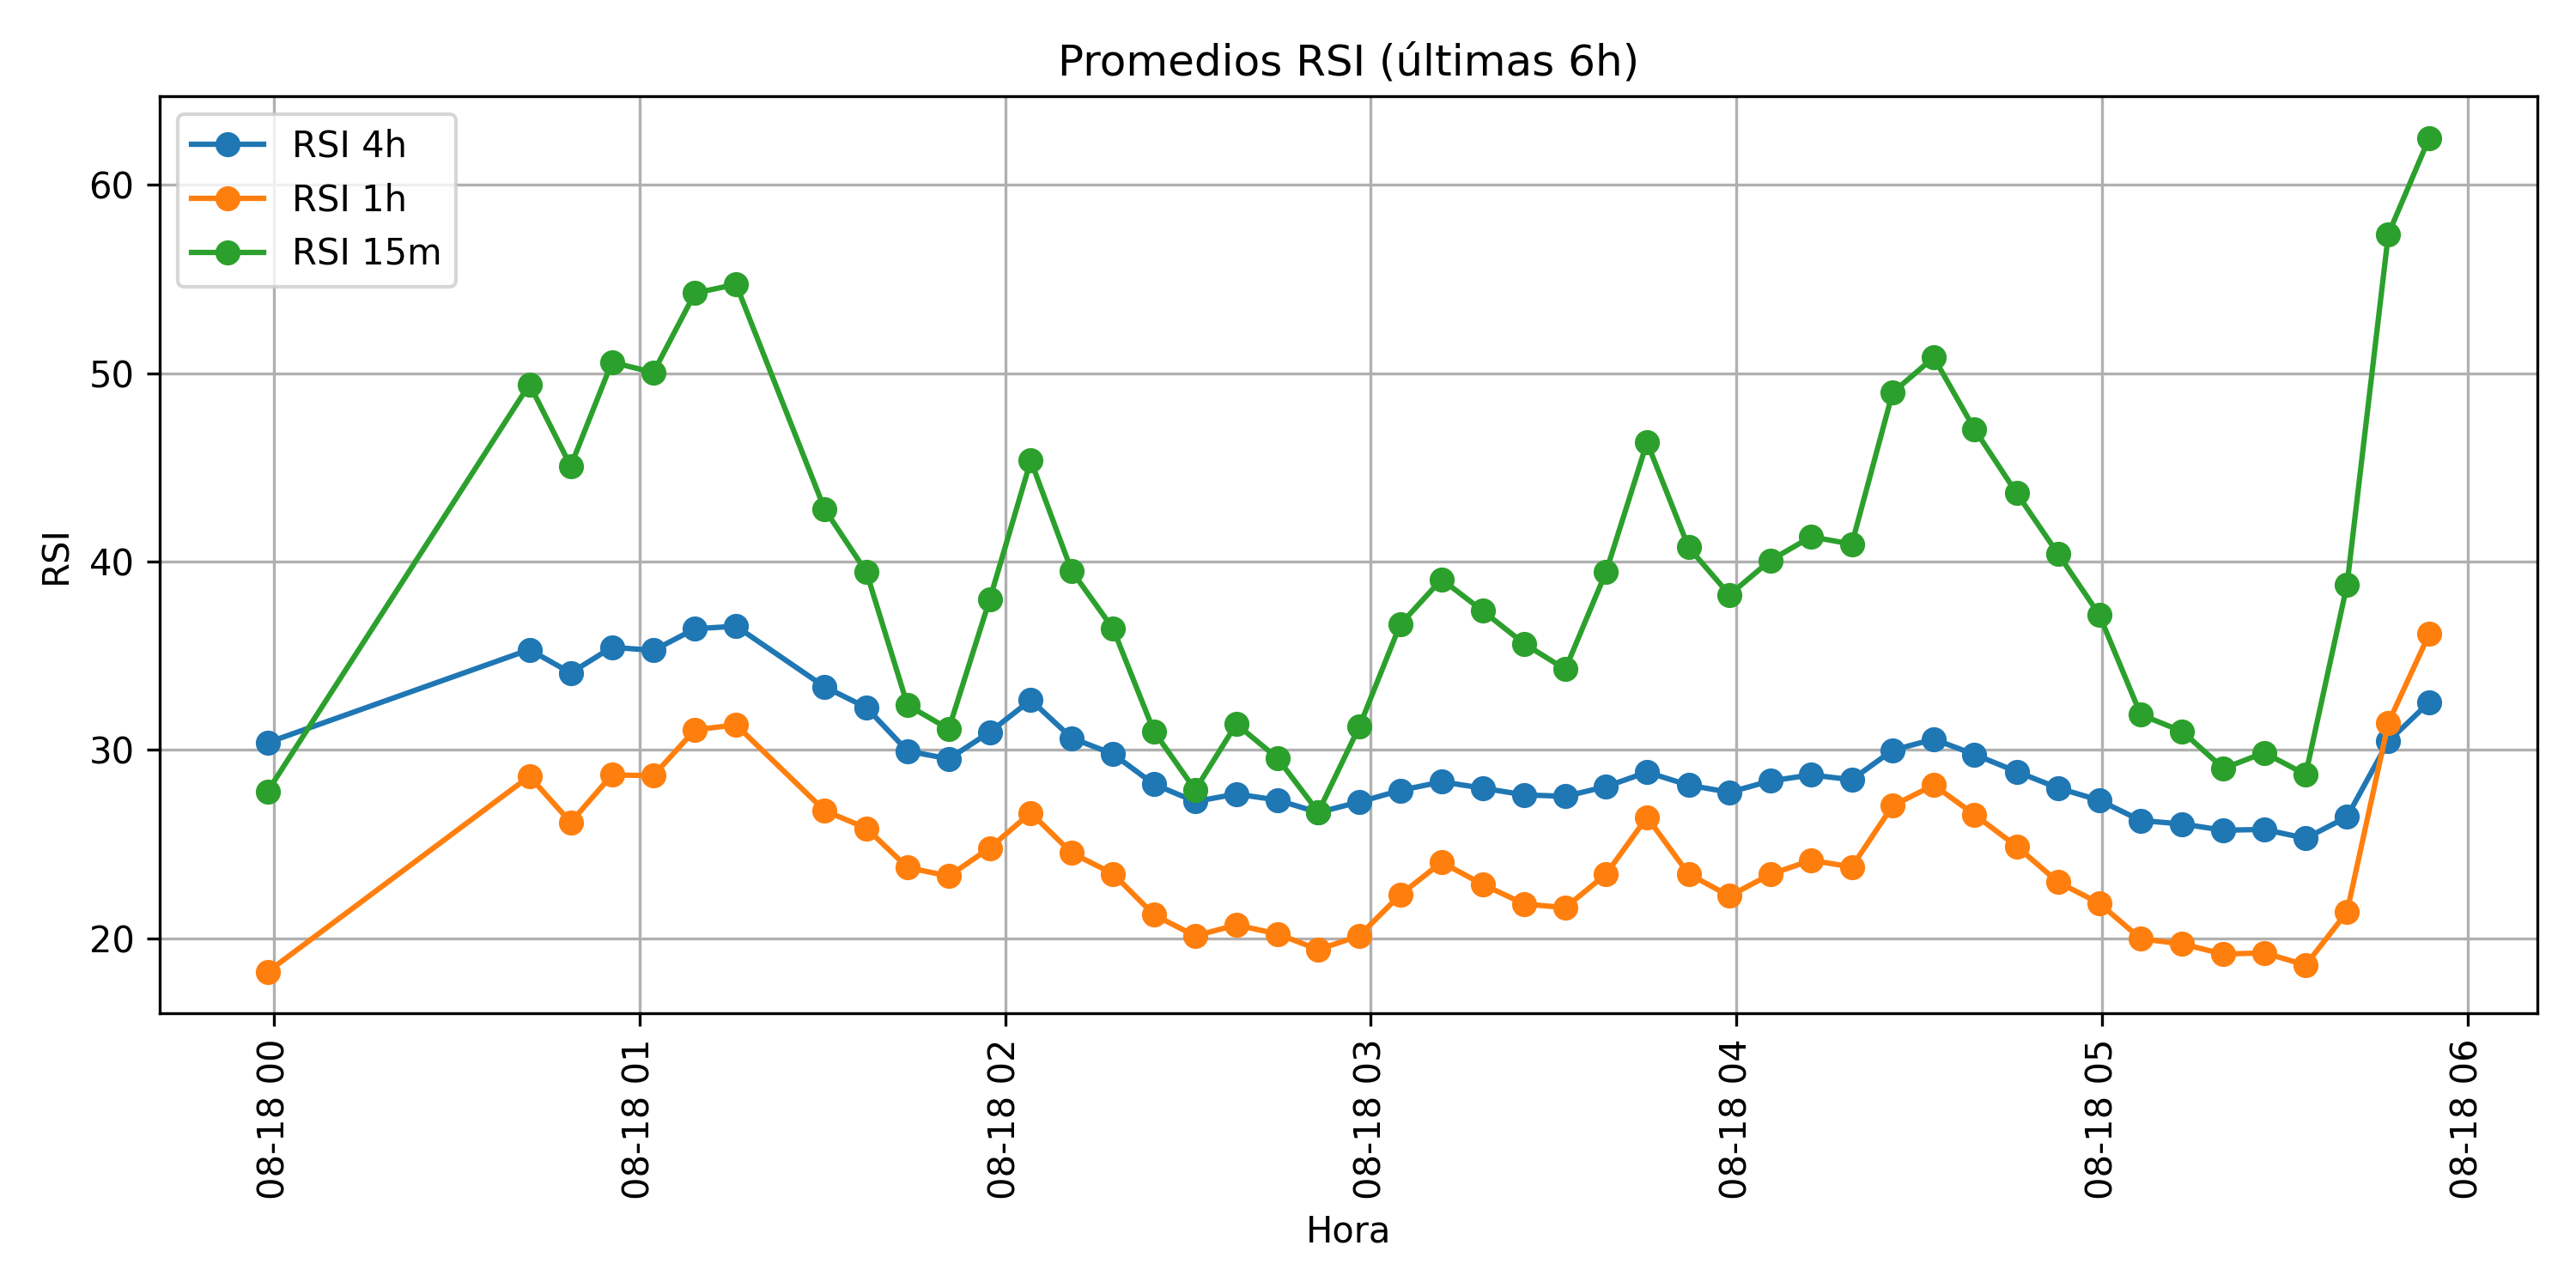 Promedios RSI (últimas 6h)
RSI 4h
RSI 1h
RSI 15m
RSI
60
50
40
30
20
08-18 00
08-18 01
08-18 02
08-18 03
08-18 04
08-18 05
08-18 06
Hora